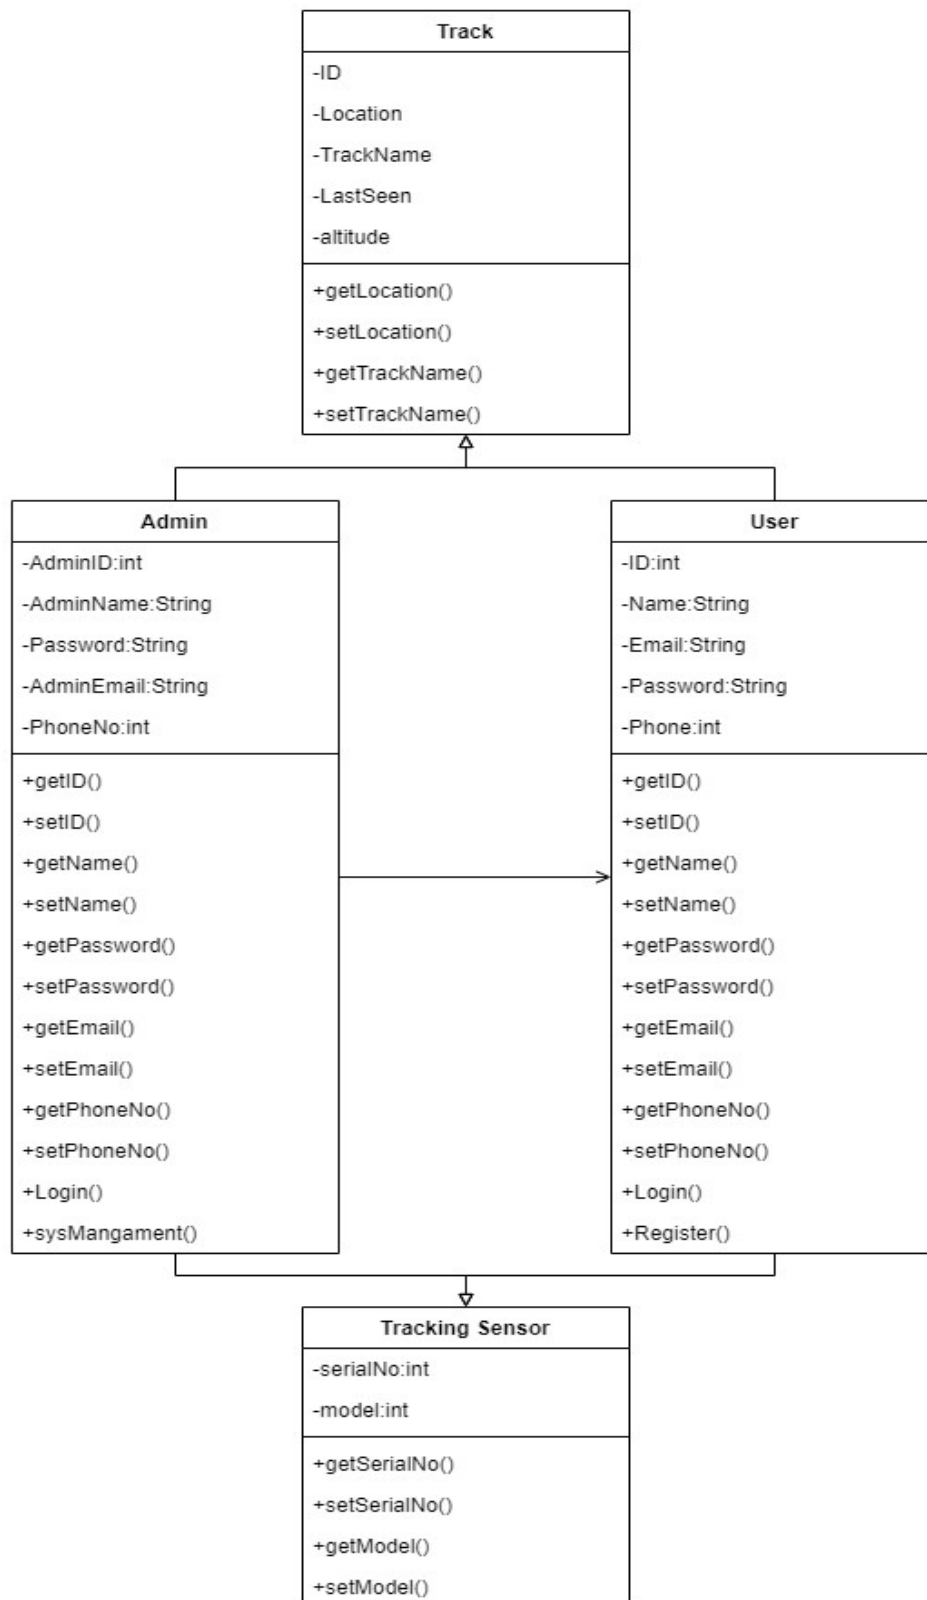 Track
-ID
-Location
-TrackName
-LastSeen
-altitude
+getLocation()
+setLocation()
+getTrackName()
+setTrackName()
Admin
-AdminID:int
-AdminName:String
-Password:String
-AdminEmail:String
-PhoneNo:int
+getID()
+setID()
+getName()
+setName()
+getPassword()
+setPassword()
+getEmail()
+setEmail()
+getPhoneNo()
+setPhoneNo()
+Login()
+sysMangament()
User
-ID:int
-Name:String
-Email:String
-Password:String
-Phone:int
+getID()
+setID()
+getName()
+setName()
+getPassword()
+setPassword()
+getEmail()
+setEmail()
+getPhoneNo()
+setPhoneNo()
+Login()
+Register()
Tracking Sensor
-serialNo:int
-model:int
+getSerialNo()
+setSerialNo()
+getModel()
+setModel()